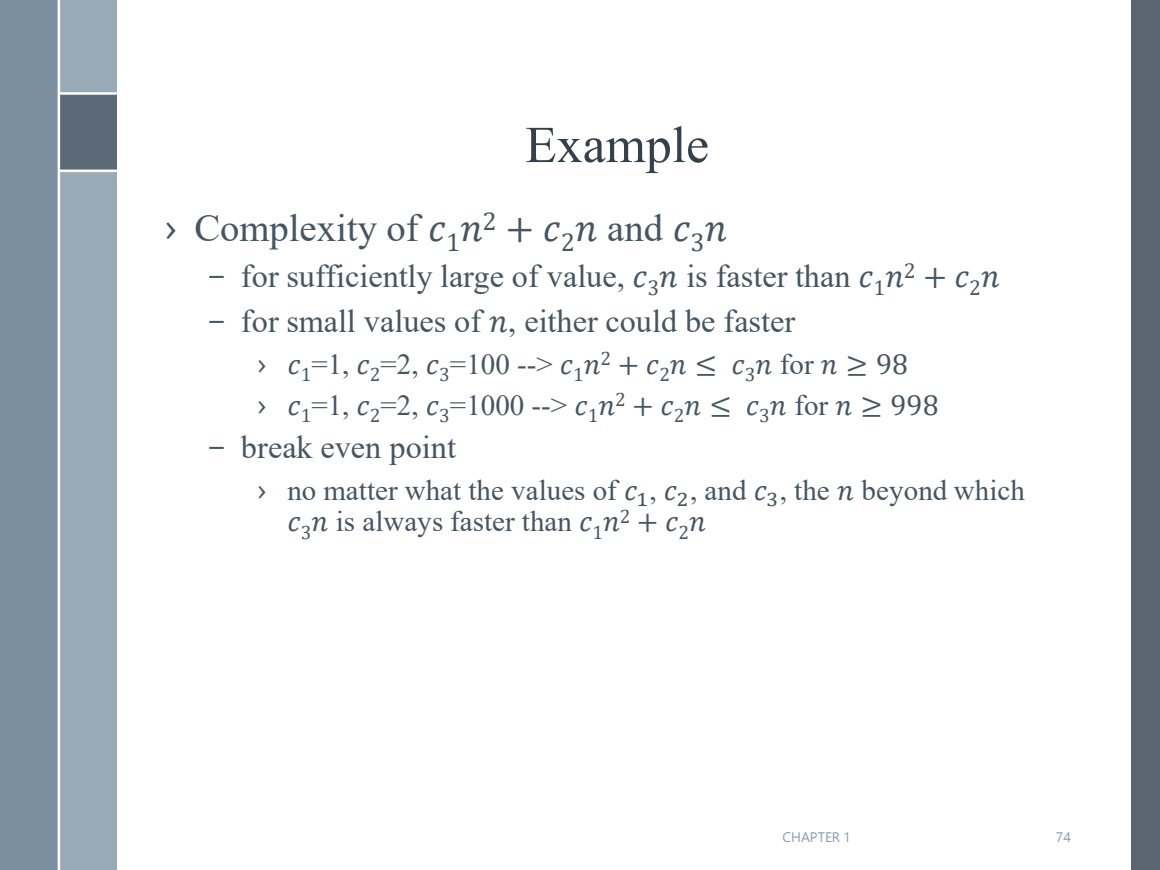 Example
› Complexity of 𝑐₁𝑛² + 𝑐₂𝑛 and 𝑐₃𝑛
– for sufficiently large of value, 𝑐₃𝑛 is faster than 𝑐₁𝑛² + 𝑐₂𝑛
– for small values of 𝑛, either could be faster
› 𝑐₁=1, 𝑐₂=2, 𝑐₃=100 --> 𝑐₁𝑛² + 𝑐₂𝑛 ≤ 𝑐₃𝑛 for 𝑛 ≥ 98
› 𝑐₁=1, 𝑐₂=2, 𝑐₃=1000 --> 𝑐₁𝑛² + 𝑐₂𝑛 ≤ 𝑐₃𝑛 for 𝑛 ≥ 998
– break even point
› no matter what the values of 𝑐₁, 𝑐₂, and 𝑐₃, the 𝑛 beyond which
𝑐₃𝑛 is always faster than 𝑐₁𝑛² + 𝑐₂𝑛
CHAPTER 1 74